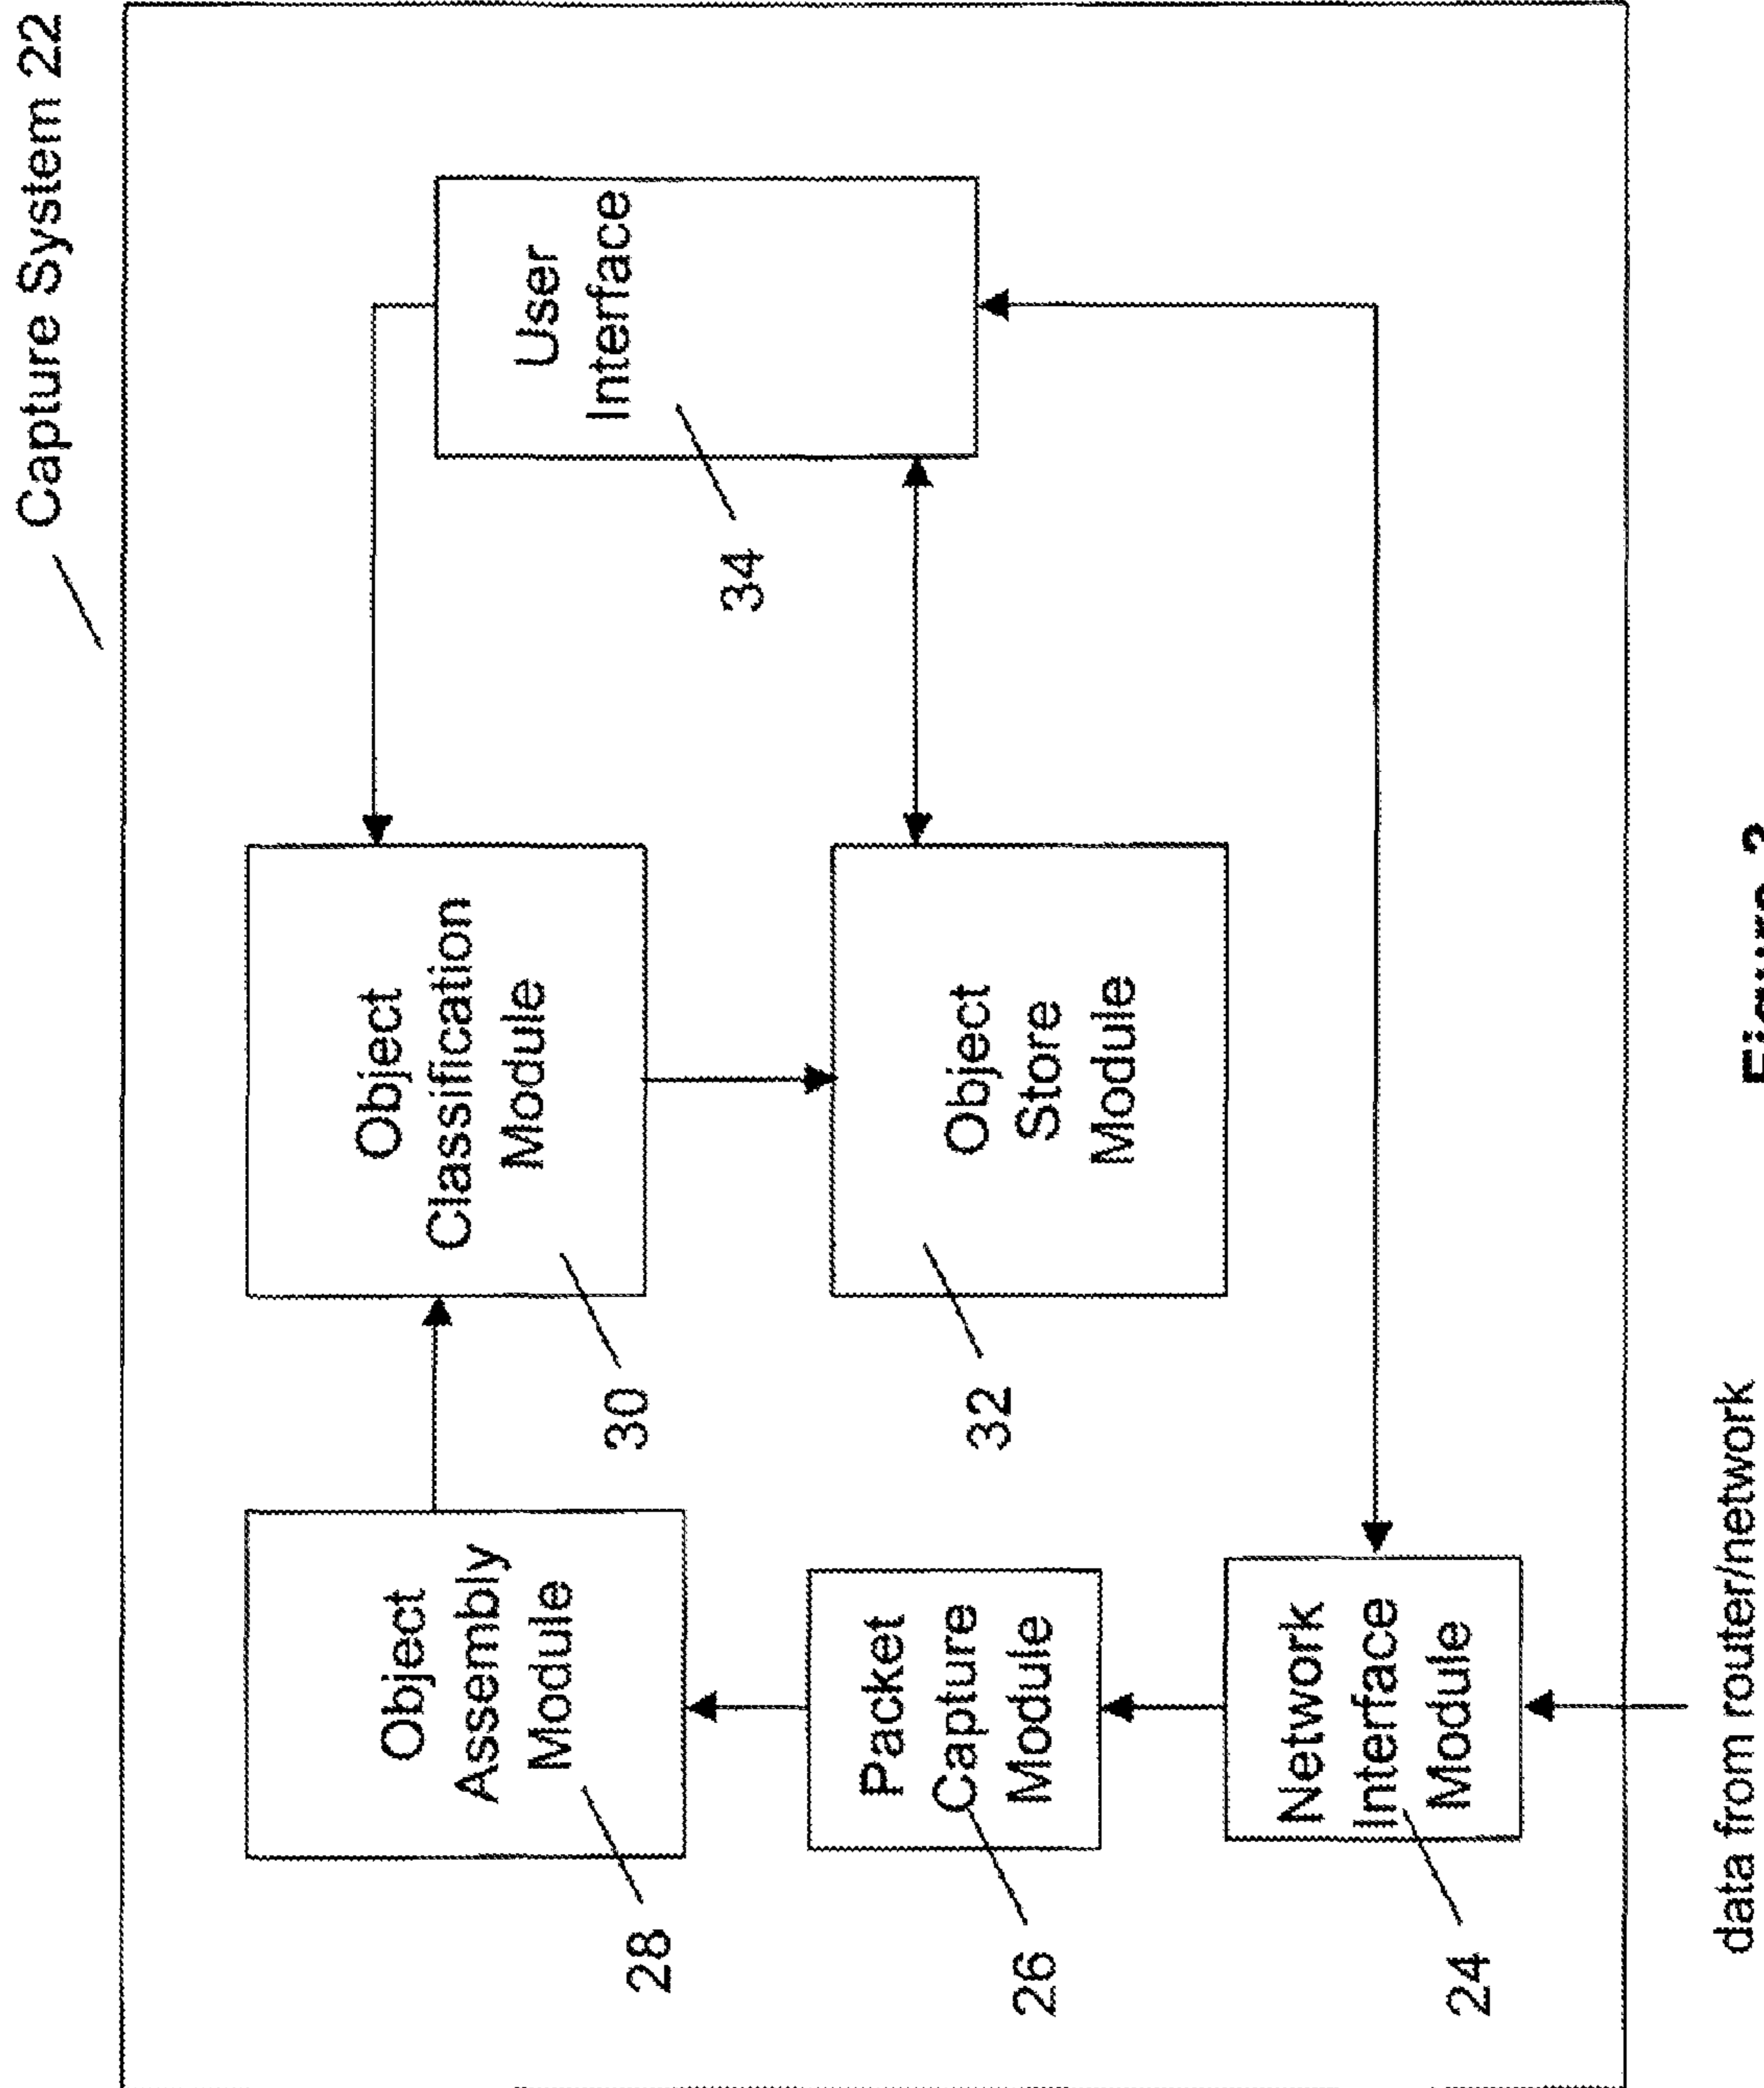 Capture System 22
Object
Assembly
Module
28
Object
Classification
Module
30
User
Interface
34
Packet
Capture
Module
26
Object
Store
Module
32
Network
Interface
Module
24
data from router/network
Figure